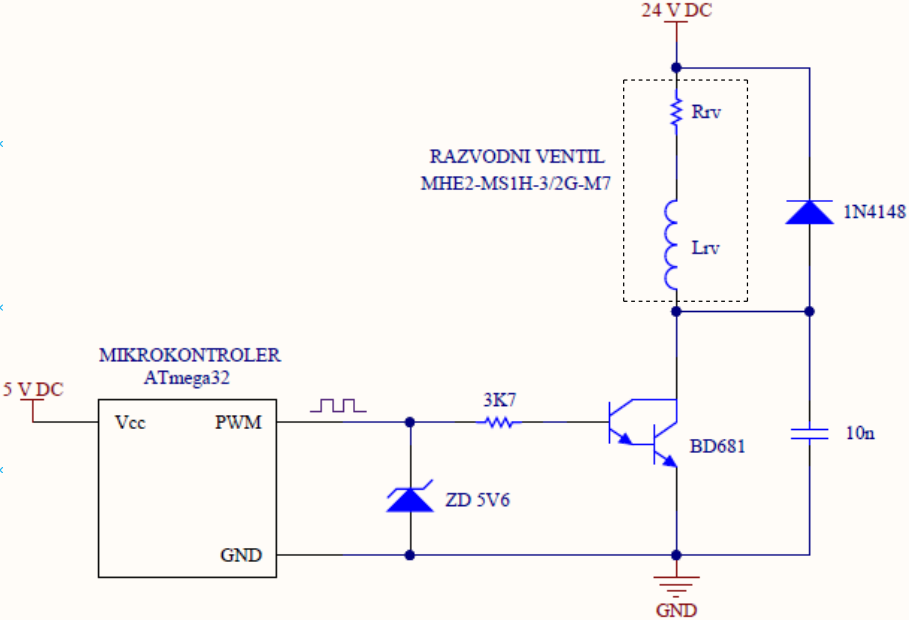 24 V DC
Rrv
RAZVODNI VENTIL
MHE2-MS1H-3/2G-M7
1N4148
Lrv
MIKROKONTROLER
ATmega32
5 V DC
3K7
Vcc
PWM
10n
BD681
ZD 5V6
GND
GND